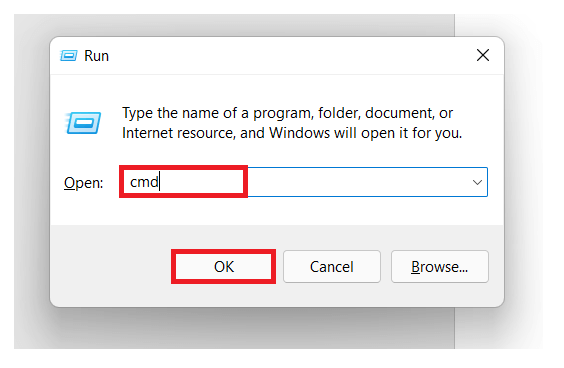 Run
Type the name of a program, folder, document, or
Internet resource, and Windows will open it for you.
Open: cmd
OK Cancel Browse...